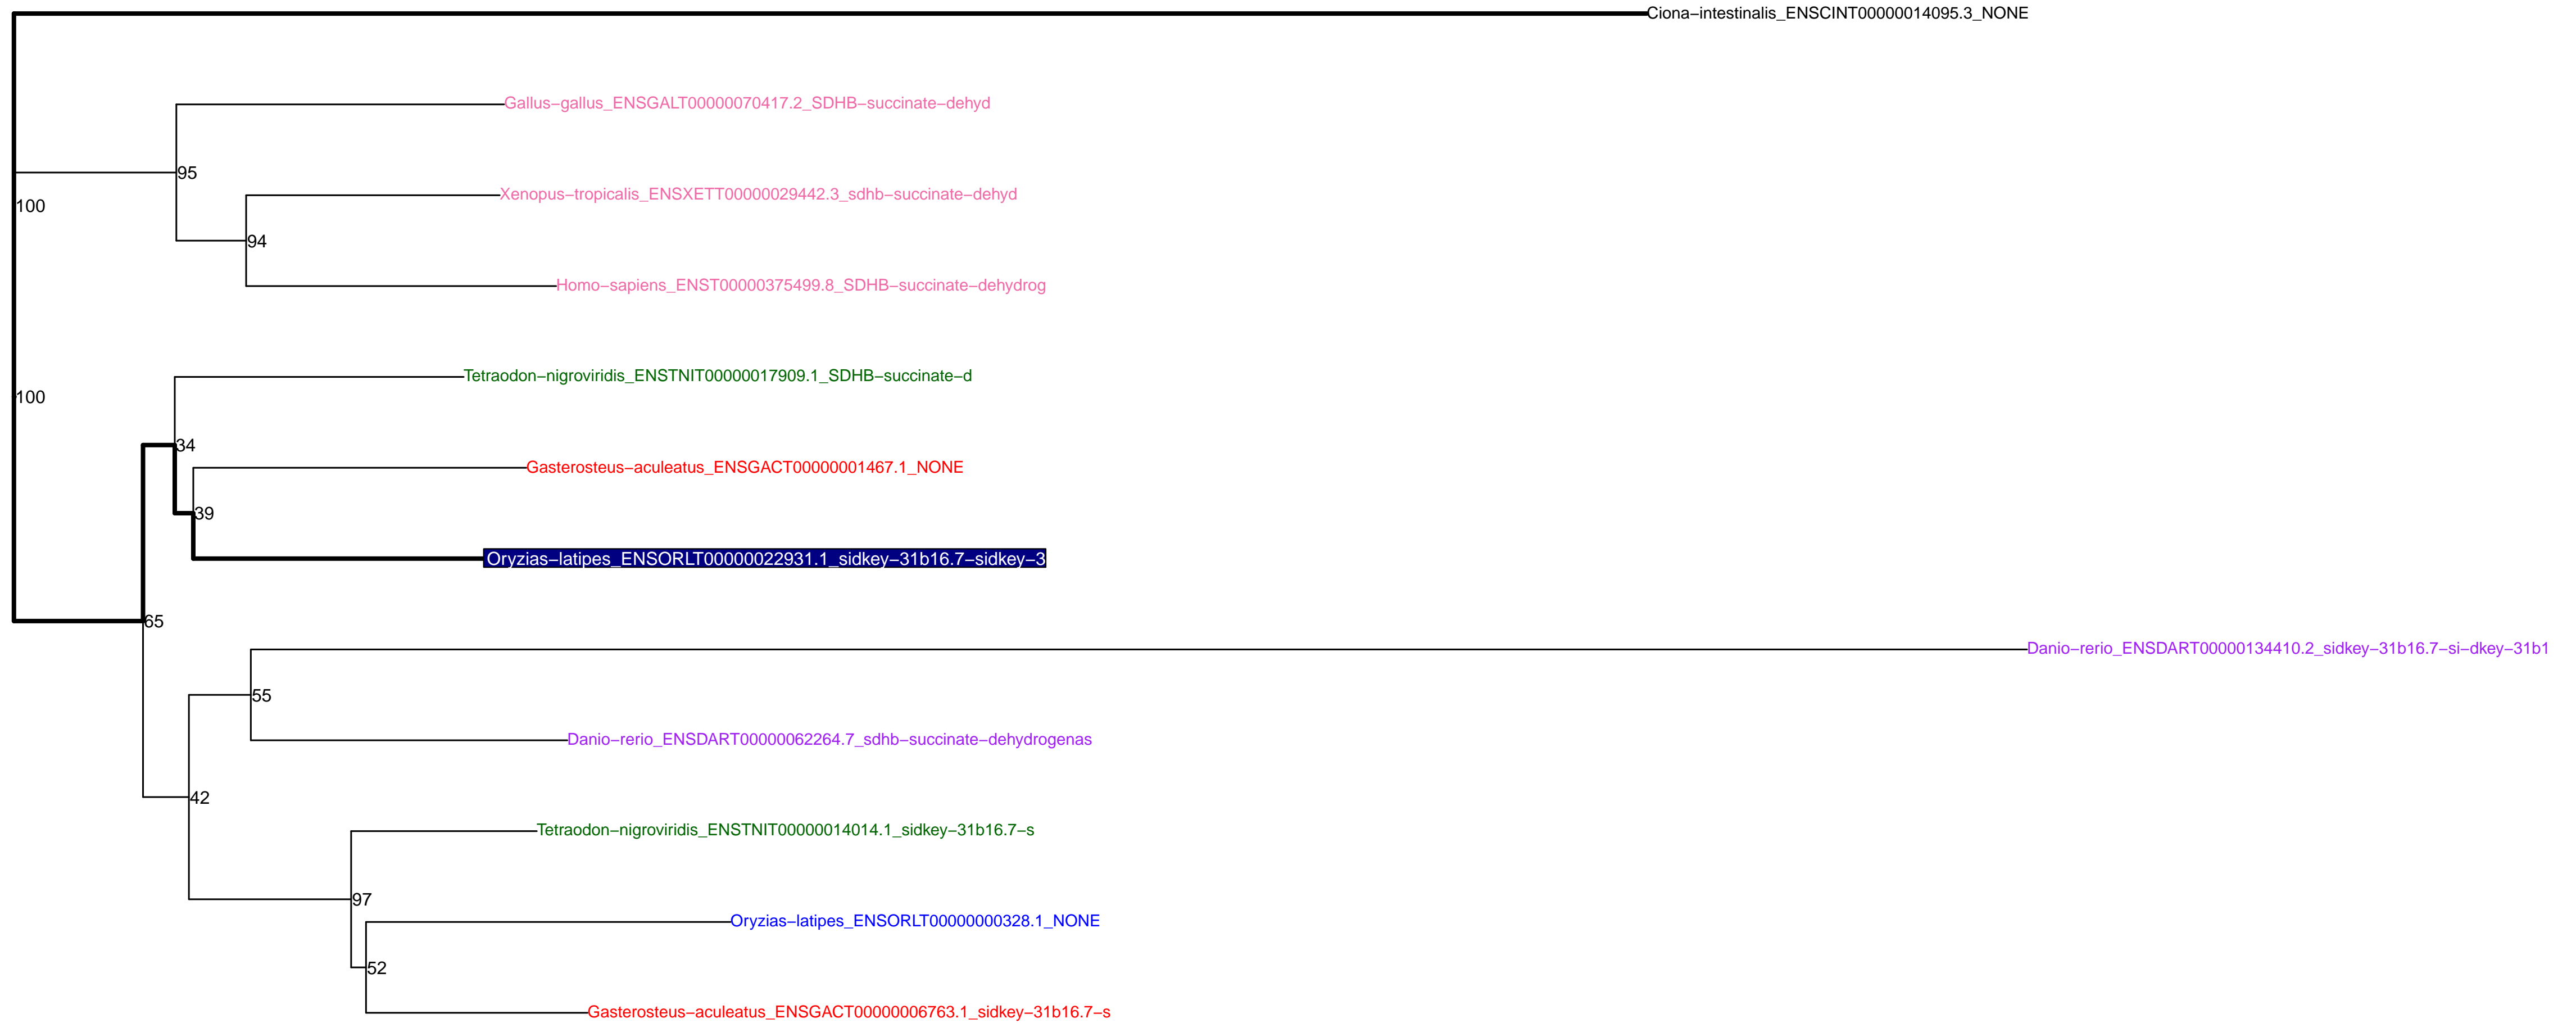 Ciona−intestinalis_ENSCINT00000014095.3_NONE
Gallus−gallus_ENSGALT00000070417.2_SDHB−succinate−dehyd
95
Xenopus−tropicalis_ENSXETT00000029442.3_sdhb−succinate−dehyd
100
94
Homo−sapiens_ENST00000375499.8_SDHB−succinate−dehydrog
Tetraodon−nigroviridis_ENSTNIT00000017909.1_SDHB−succinate−d
100
34
Gasterosteus−aculeatus_ENSGACT00000001467.1_NONE
39
Oryzias−latipes_ENSORLT00000022931.1_sidkey−31b16.7−sidkey−3
65
Danio−rerio_ENSDART00000134410.2_sidkey−31b16.7−si−dkey−31b1
55
Danio−rerio_ENSDART00000062264.7_sdhb−succinate−dehydrogenas
42
Tetraodon−nigroviridis_ENSTNIT00000014014.1_sidkey−31b16.7−s
97
Oryzias−latipes_ENSORLT00000000328.1_NONE
52
Gasterosteus−aculeatus_ENSGACT00000006763.1_sidkey−31b16.7−s